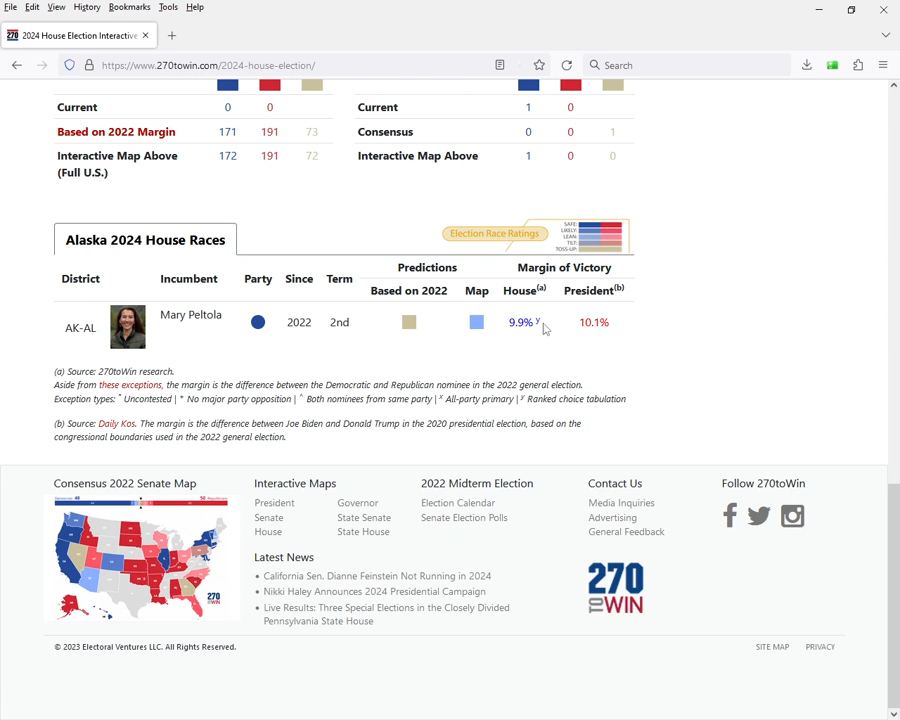 File Edit View History Bookmarks Tools Help
270 2024 House Election Interactive
https://www.270towin.com/2024-house-election/
Search
Current 0 0
Based on 2022 Margin 171 191 73
Interactive Map Above 172 191 72
(Full U.S.)
Current 1 0
Consensus 0 0 1
Interactive Map Above 1 0 0
Alaska 2024 House Races
Election Race Ratings
SAFE:
LIKELY:
LEAN:
TILT:
TOSS-UP:
Predictions Margin of Victory
District Incumbent Party Since Term
Based on 2022 Map House(a) President(b)
AK-AL Mary Peltola 2022 2nd 9.9% y 10.1%
(a) Source: 270toWin research.
Aside from these exceptions, the margin is the difference between the Democratic and Republican nominee in the 2022 general election.
Exception types: * Uncontested | + No major party opposition | ^ Both nominees from same party | x All-party primary | y Ranked choice tabulation
(b) Source: Daily Kos. The margin is the difference between Joe Biden and Donald Trump in the 2020 presidential election, based on the
congressional boundaries used in the 2022 general election.
Consensus 2022 Senate Map
270
TO
WIN
Interactive Maps
President Governor
Senate State Senate
House State House
Latest News
• California Sen. Dianne Feinstein Not Running in 2024
• Nikki Haley Announces 2024 Presidential Campaign
• Live Results: Three Special Elections in the Closely Divided
Pennsylvania State House
2022 Midterm Election
Election Calendar
Senate Election Polls
Contact Us
Media Inquiries
Advertising
General Feedback
270
TO WIN
Follow 270toWin
© 2023 Electoral Ventures LLC. All Rights Reserved.
SITE MAP PRIVACY